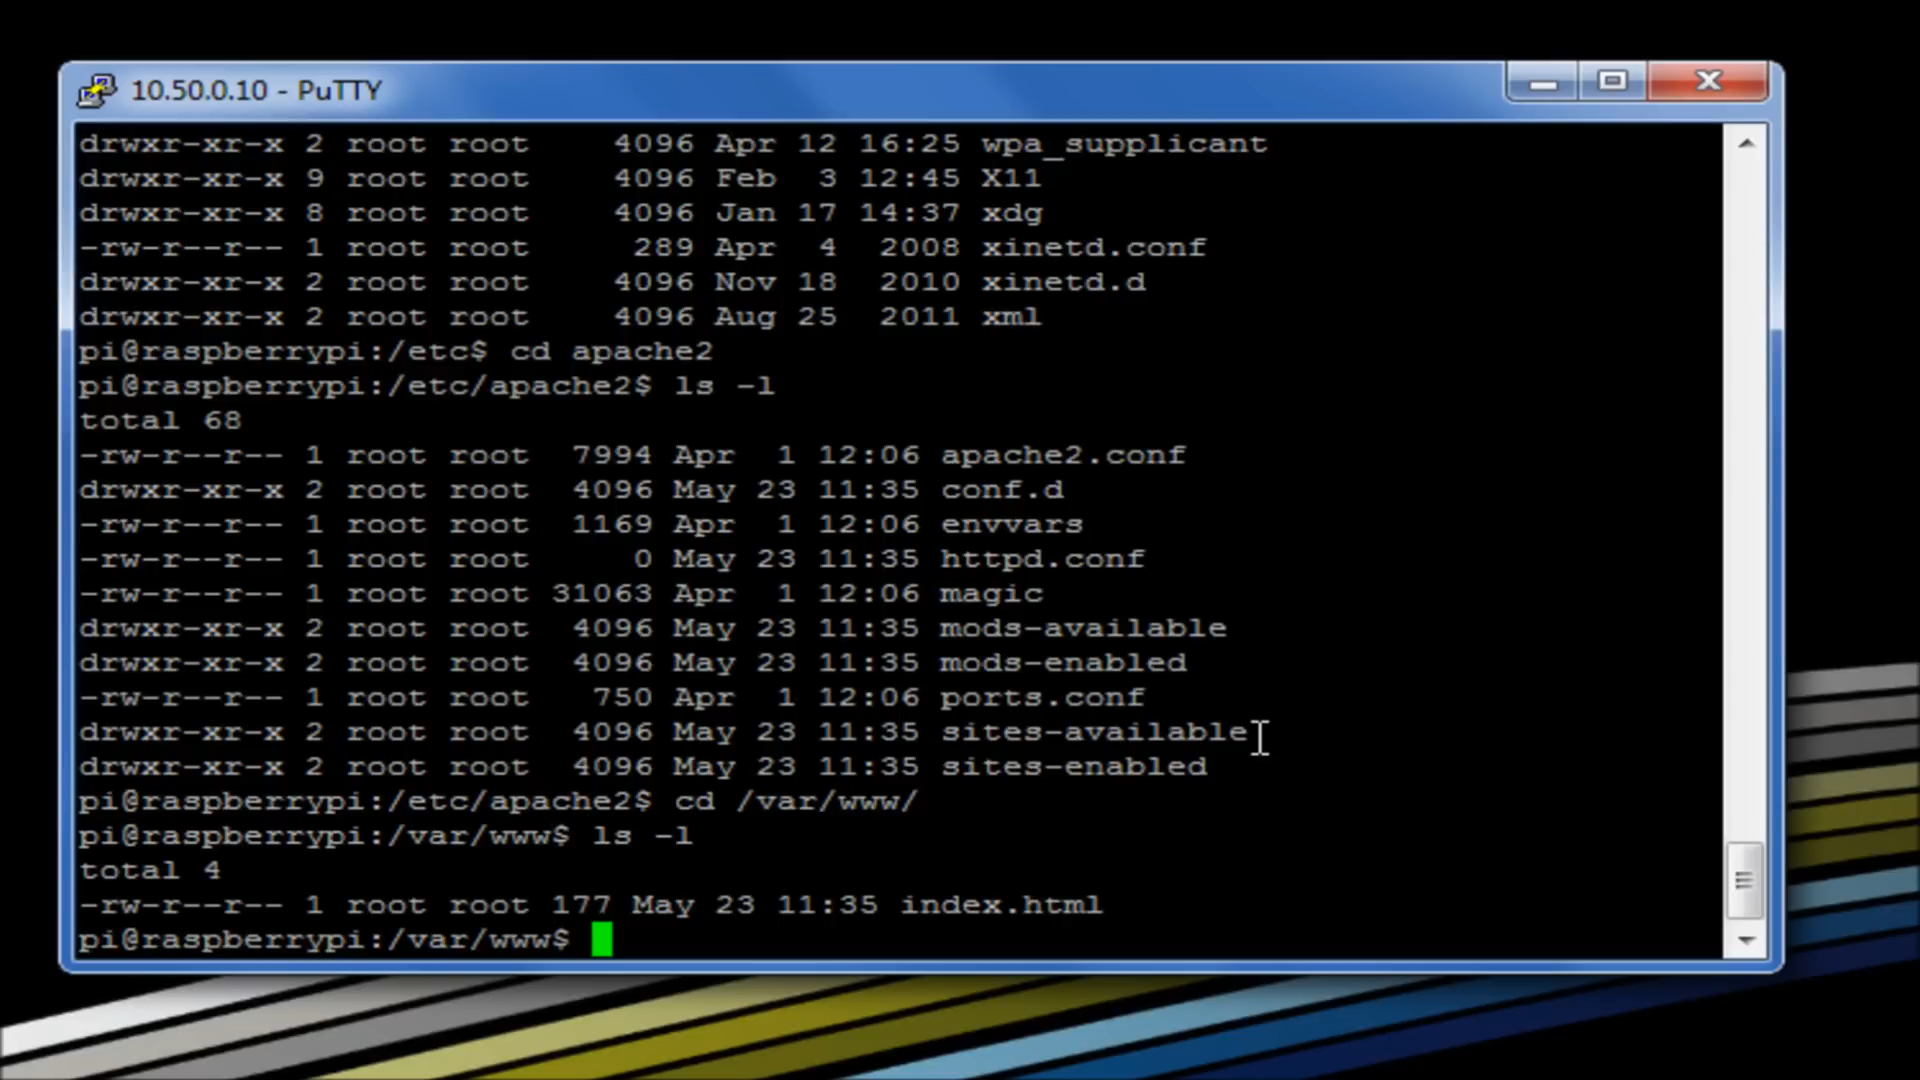 10.50.0.10 - PuTTY
drwxr-xr-x 2 root root    4096 Apr 12 16:25 wpa_supplicant
drwxr-xr-x 9 root root    4096 Feb  3 12:45 X11
drwxr-xr-x 8 root root    4096 Jan 17 14:37 xdg
-rw-r--r-- 1 root root     289 Apr  4  2008 xinetd.conf
drwxr-xr-x 2 root root    4096 Nov 18  2010 xinetd.d
drwxr-xr-x 2 root root    4096 Aug 25  2011 xml
pi@raspberrypi:/etc$ cd apache2
pi@raspberrypi:/etc/apache2$ ls -l
total 68
-rw-r--r-- 1 root root  7994 Apr  1 12:06 apache2.conf
drwxr-xr-x 2 root root  4096 May 23 11:35 conf.d
-rw-r--r-- 1 root root  1169 Apr  1 12:06 envvars
-rw-r--r-- 1 root root     0 May 23 11:35 httpd.conf
-rw-r--r-- 1 root root 31063 Apr  1 12:06 magic
drwxr-xr-x 2 root root  4096 May 23 11:35 mods-available
drwxr-xr-x 2 root root  4096 May 23 11:35 mods-enabled
-rw-r--r-- 1 root root   750 Apr  1 12:06 ports.conf
drwxr-xr-x 2 root root  4096 May 23 11:35 sites-available
drwxr-xr-x 2 root root  4096 May 23 11:35 sites-enabled
pi@raspberrypi:/etc/apache2$ cd /var/www/
pi@raspberrypi:/var/www$ ls -l
total 4
-rw-r--r-- 1 root root 177 May 23 11:35 index.html
pi@raspberrypi:/var/www$